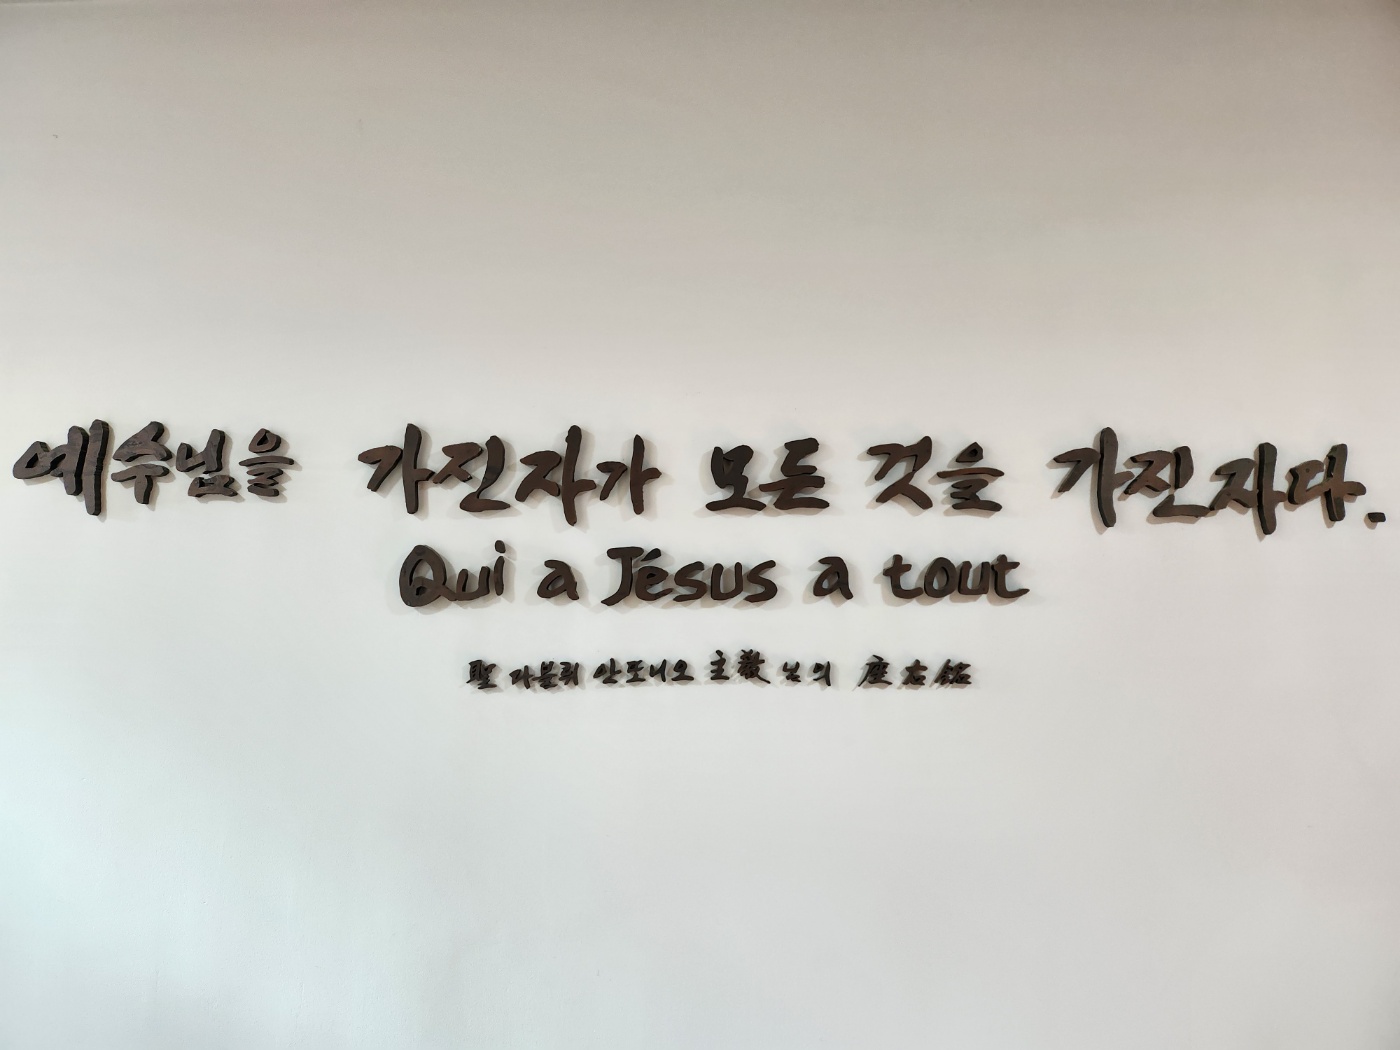 예수님을 가진자가 모든 것을 가진자다.
Qui a Jésus a tout
聖 다블뤼 안또니오 主敎 님의 座右銘